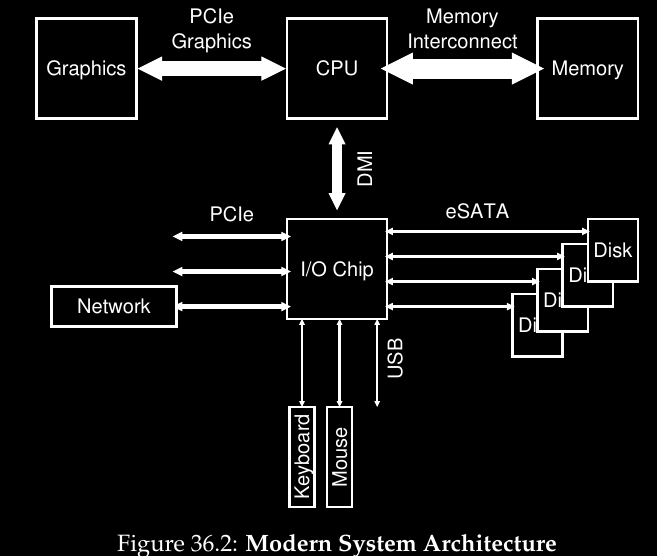 PCIe
Graphics
Memory
Interconnect
Graphics
CPU
Memory
DMI
PCIe
eSATA
I/O Chip
Disk
Di
Di
Di
Network
USB
Keyboard
Mouse
Figure 36.2: Modern System Architecture